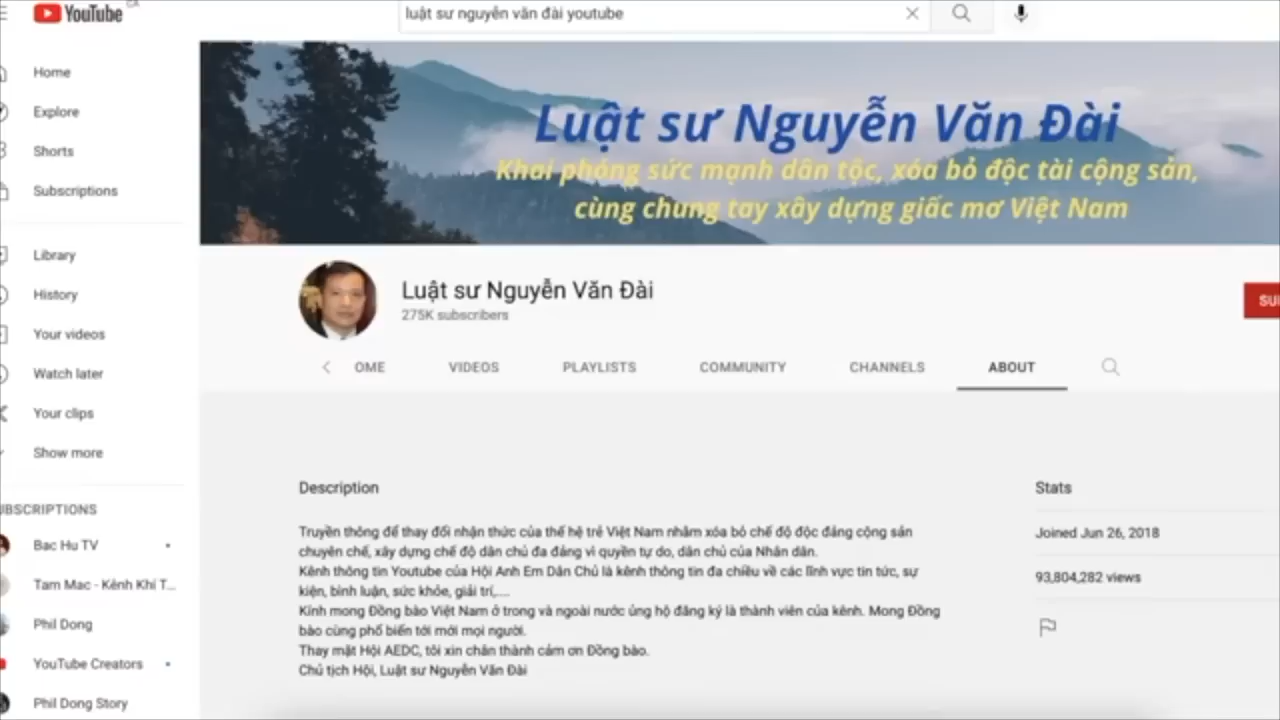 YouTube
luật sư nguyễn văn đài youtube
Home
Explore
Shorts
Subscriptions
Library
History
Your videos
Watch later
Your clips
Show more
UBSCRIPTIONS
Bac Hu TV
Tam Mac - Kênh Khí T...
Phil Dong
YouTube Creators
Phil Dong Story
Luật sư Nguyễn Văn Đài
Khai phóng sức mạnh dân tộc, xóa bỏ độc tài cộng sản,
cùng chung tay xây dựng giấc mơ Việt Nam
Luật sư Nguyễn Văn Đài
275K subscribers
SU
OME
VIDEOS
PLAYLISTS
COMMUNITY
CHANNELS
ABOUT
Description
Truyền thông để thay đổi nhận thức của thế hệ trẻ Việt Nam nhằm xóa bỏ chế độ độc đảng cộng sản
chuyên chế, xây dựng chế độ dân chủ đa đảng vì quyền tự do, dân chủ của Nhân dân.
Kênh thông tin Youtube của Hội Anh Em Dân Chủ là kênh thông tin đa chiều về các lĩnh vực tin tức, sự
kiện, bình luận, sức khỏe, giải trí,....
Kính mong Đồng bào Việt Nam ở trong và ngoài nước ủng hộ đăng ký là thành viên của kênh. Mong Đồng
bào cùng phổ biến tới mới mọi người.
Thay mặt Hội AEDC, tôi xin chân thành cảm ơn Đồng bào.
Chủ tịch Hội, Luật sư Nguyễn Văn Đài
Stats
Joined Jun 26, 2018
93,804,282 views